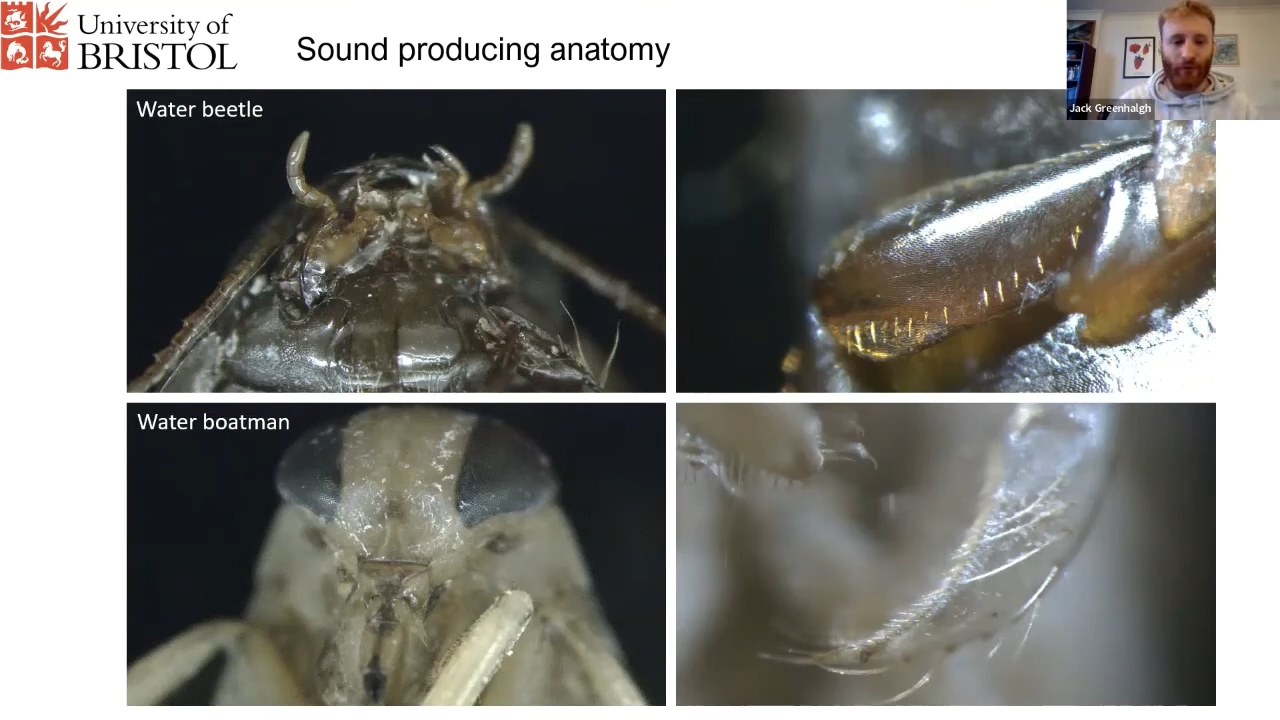 University of
BRISTOL
Sound producing anatomy
Jack Greenhalgh
Water beetle
Water boatman